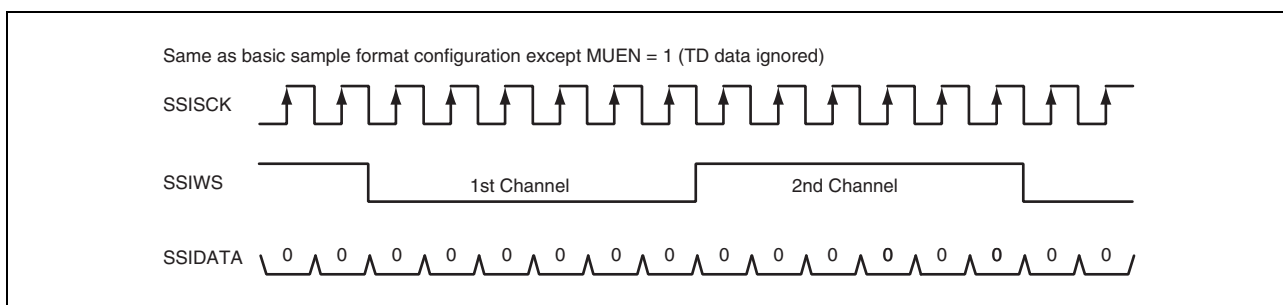 Same as basic sample format configuration except MUEN = 1 (TD data ignored)
SSISCK
SSIWS 1st Channel 2nd Channel
SSIDATA 0 0 0 0 0 0 0 0 0 0 0 0 0 0 0 0